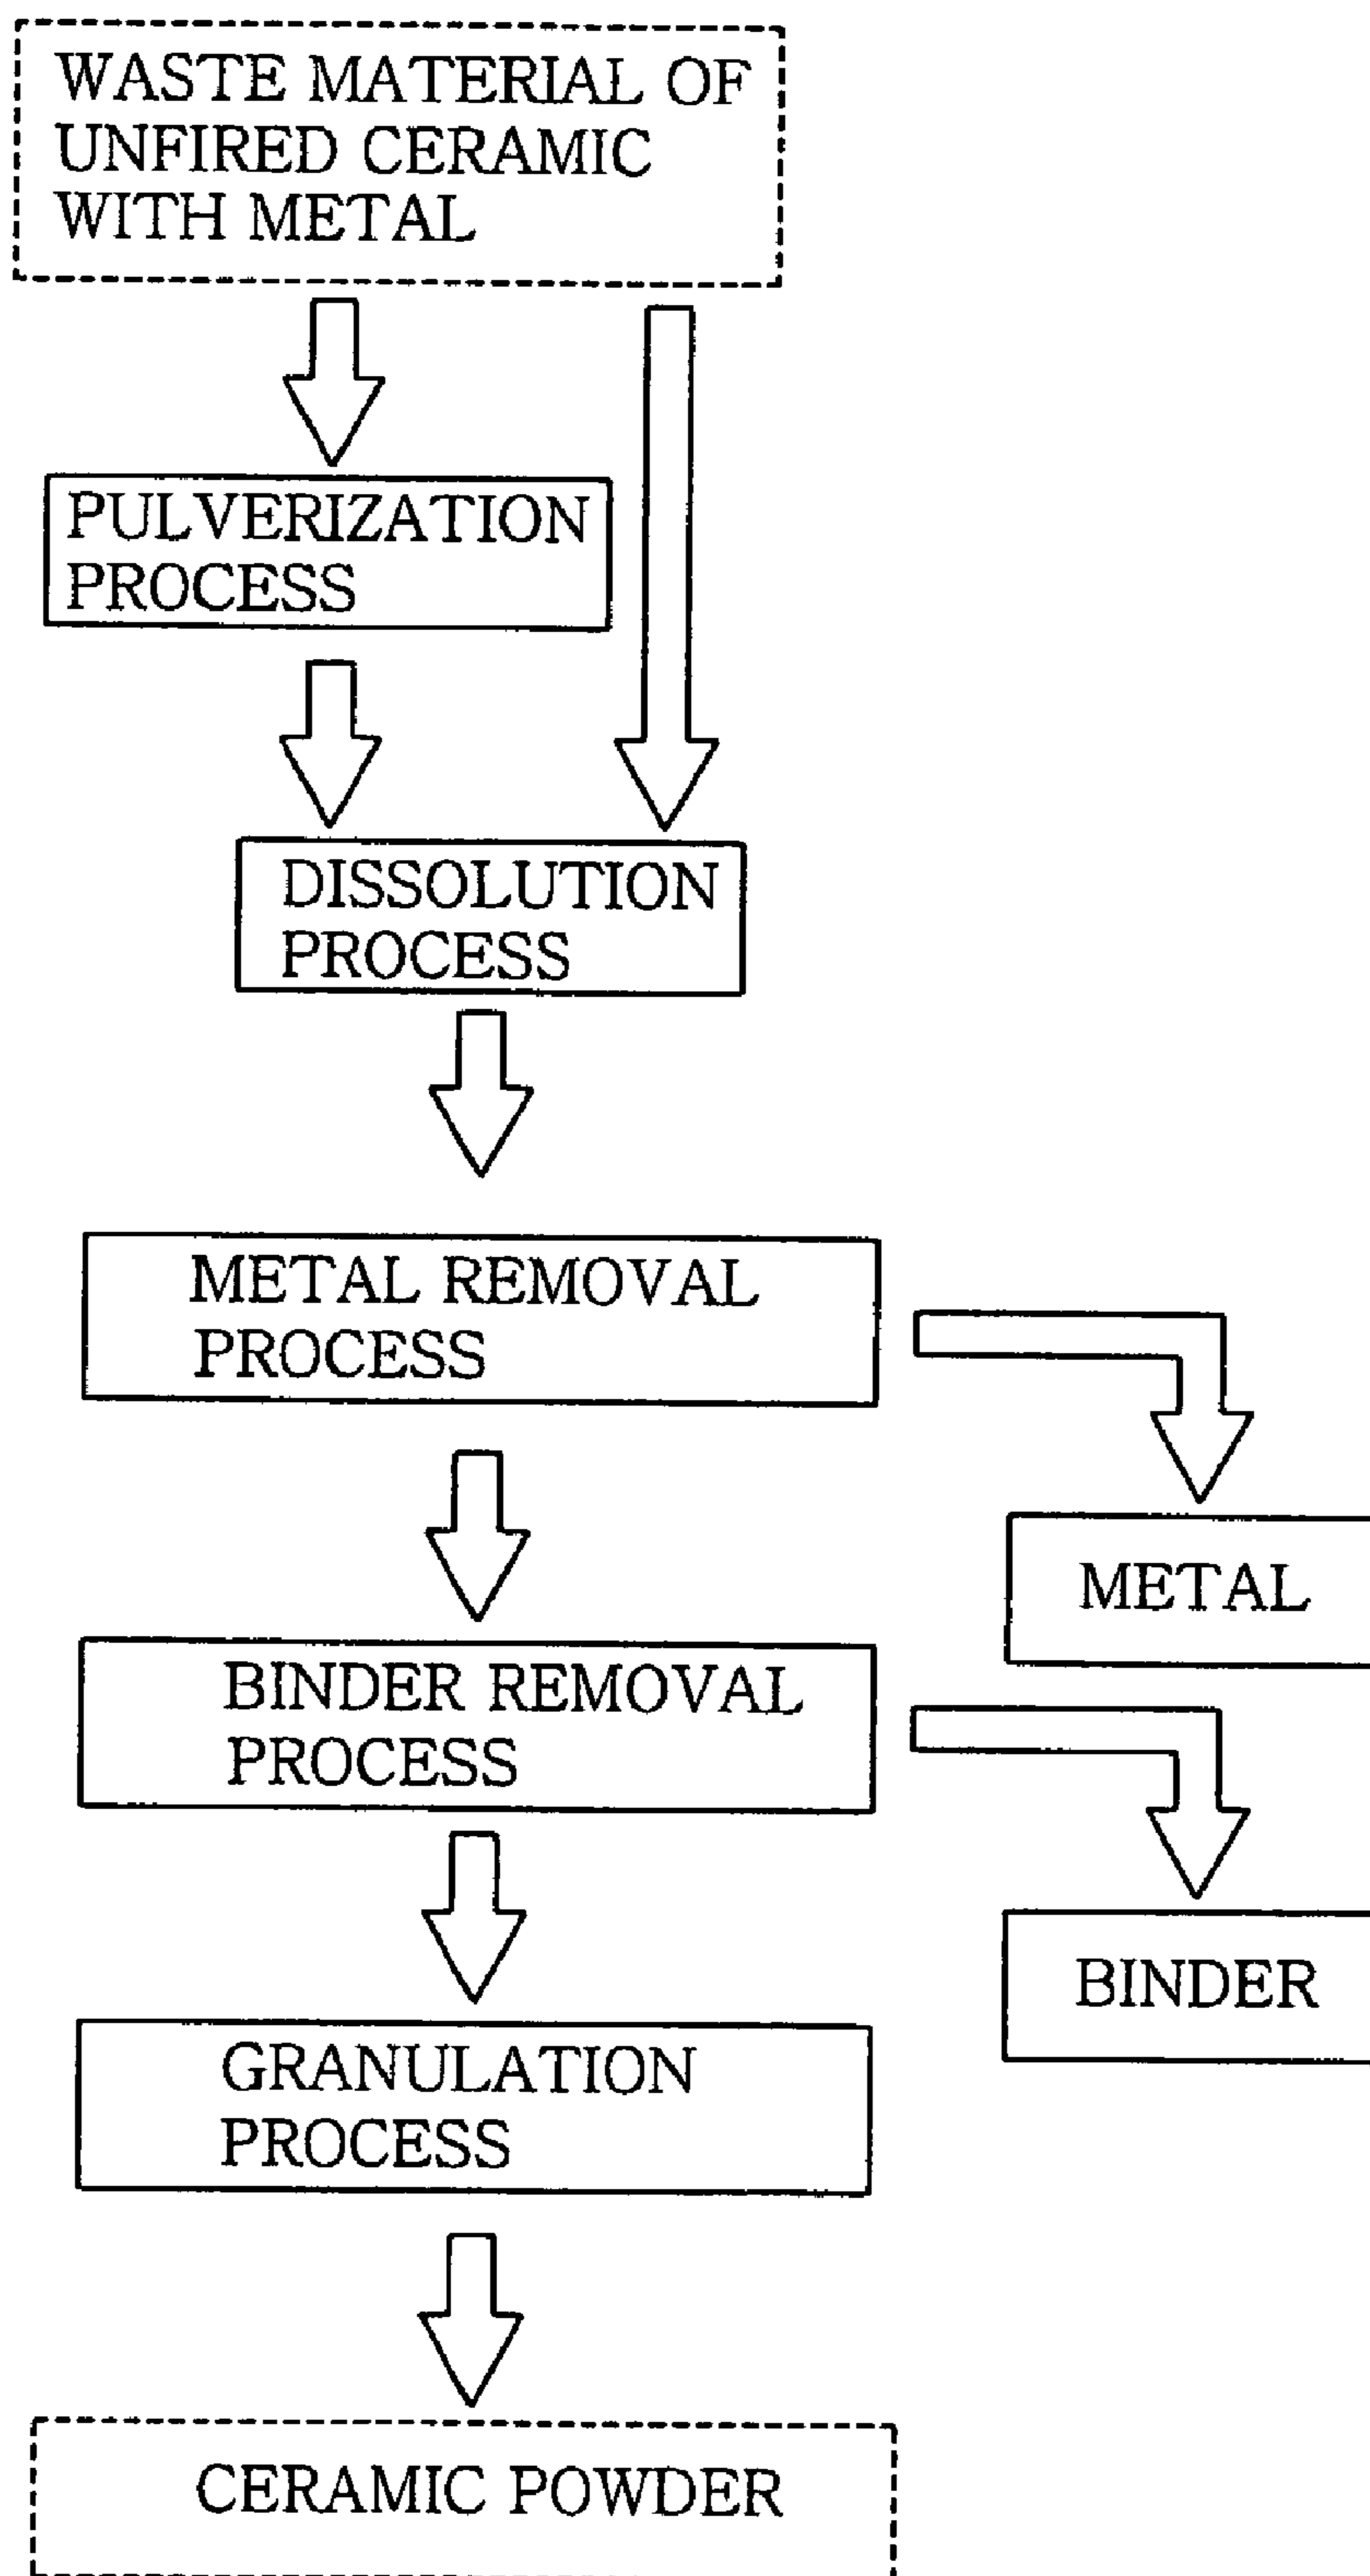 WASTE MATERIAL OF
UNFIRED CERAMIC
WITH METAL
PULVERIZATION
PROCESS
DISSOLUTION
PROCESS
METAL REMOVAL
PROCESS
METAL
BINDER REMOVAL
PROCESS
BINDER
GRANULATION
PROCESS
CERAMIC POWDER